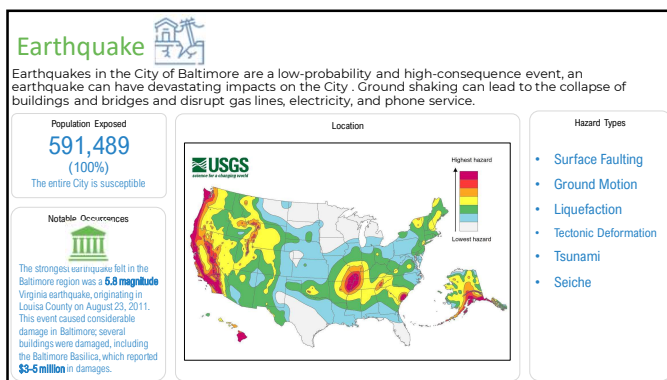 Earthquake
Earthquakes in the City of Baltimore are a low-probability and high-consequence event, an
earthquake can have devastating impacts on the City . Ground shaking can lead to the collapse of
buildings and bridges and disrupt gas lines, electricity, and phone service.
Population Exposed
591,489
(100%)
The entire City is susceptible
Notable Occurrences
The strongest earthquake felt in the
Baltimore region was a 5.8 magnitude
Virginia earthquake, originating in
Louisa County on August 23, 2011.
This event caused considerable
damage in Baltimore; several
buildings were damaged, including
the Baltimore Basilica, which reported
$3-5 million in damages.
Location
USGS
science for a changing world
Highest hazard
Lowest hazard
Hazard Types
• Surface Faulting
• Ground Motion
• Liquefaction
• Tectonic Deformation
• Tsunami
• Seiche